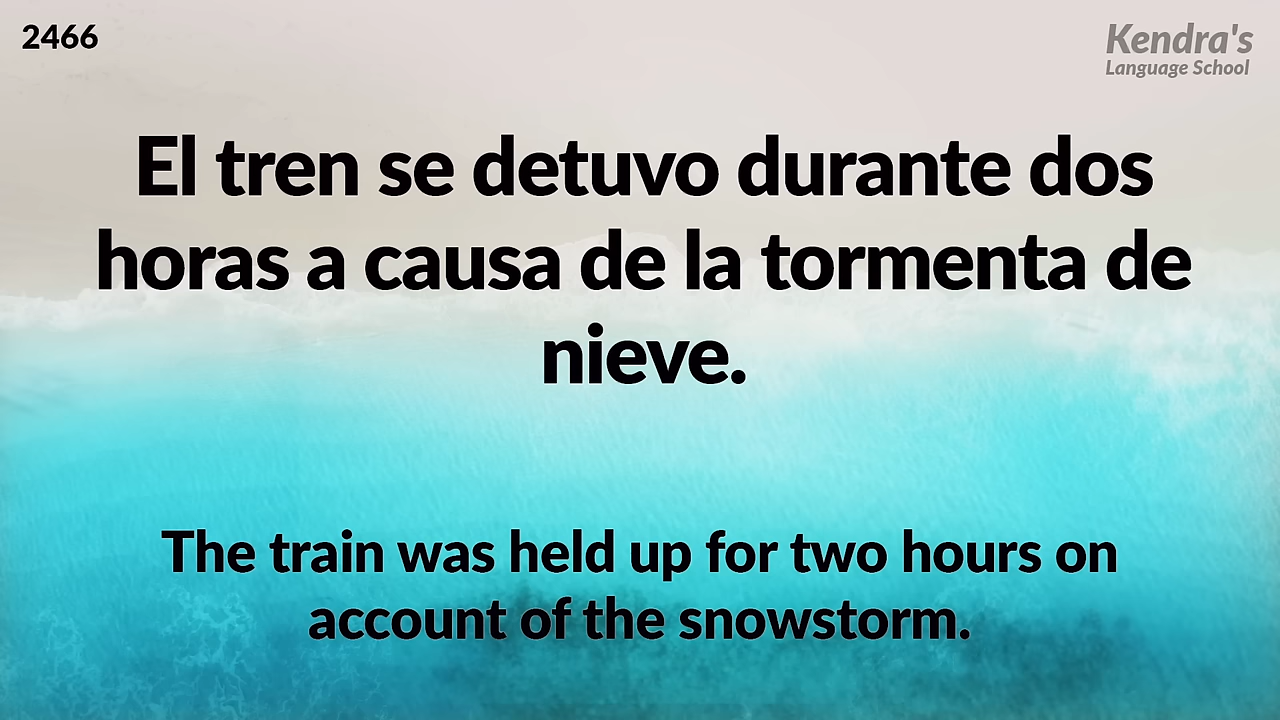 2466
Kendra's
Language School
El tren se detuvo durante dos
horas a causa de la tormenta de
nieve.
The train was held up for two hours on
account of the snowstorm.